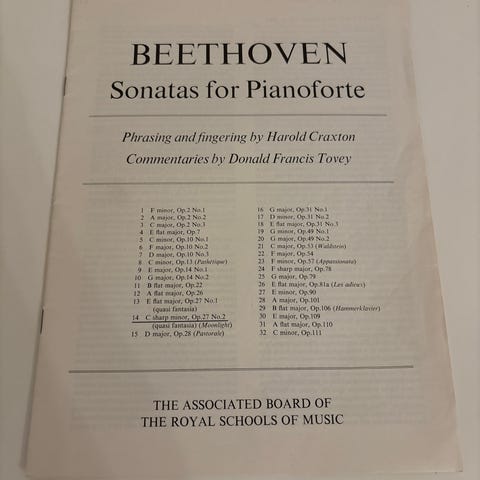 BEETHOVEN
Sonatas for Pianoforte
Phrasing and fingering by Harold Craxton
Commentaries by Donald Francis Tovey
1 F minor, Op.2 No.1
2 A major, Op.2 No.2
3 C major, Op.2 No.3
4 E flat major, Op.7
5 C minor, Op.10 No.1
6 F major, Op.10 No.2
7 D major, Op.10 No.3
8 C minor, Op.13 (Pathétique)
9 E major, Op.14 No.1
10 G major, Op.14 No.2
11 B flat major, Op.22
12 A flat major, Op.26
13 E flat major, Op.27 No.1
(quasi fantasia)
14 C sharp minor, Op.27 No.2
(quasi fantasia) (Moonlight)
15 D major, Op.28 (Pastorale)
16 G major, Op.31 No.1
17 D minor, Op.31 No.2
18 E flat major, Op.31 No.3
19 G minor, Op.49 No.1
20 G major, Op.49 No.2
21 C major, Op.53 (Waldstein)
22 F major, Op.54
23 F minor, Op.57 (Appassionata)
24 F sharp major, Op.78
25 G major, Op.79
26 E flat major, Op.81a (Les adieux)
27 E minor, Op.90
28 A major, Op.101
29 B flat major, Op.106 (Hammerklavier)
30 E major, Op.109
31 A flat major, Op.110
32 C minor, Op.111
THE ASSOCIATED BOARD OF
THE ROYAL SCHOOLS OF MUSIC